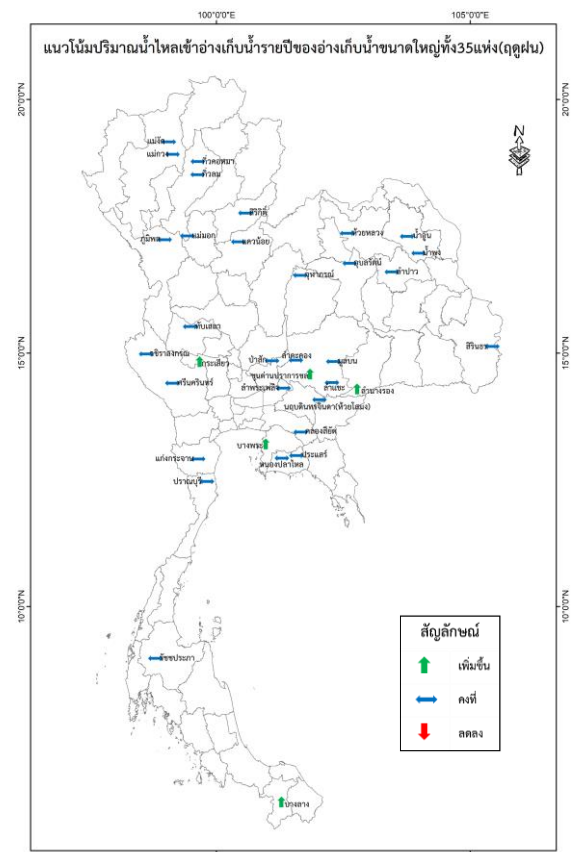 100°0'0"E
105°0'0"E
แนวโน้มปริมาณน้ำไหลเข้าอ่างเก็บน้ำรายปีของอ่างเก็บน้ำขนาดใหญ่ทั้ง35แห่ง(ฤดูฝน)
20°0'0"N
20°0'0"N
N
แม่งัด
แม่กวง
กิ่วคอหมา
กิ่วลม
สิริกิติ์
ภูมิพล
แม่มอก
แควน้อย
ห้วยหลวง
น้ำอูน
น้ำพุง
อุบลรัตน์
ลำปาว
จุฬาภรณ์
ทับเสลา
สิรินธร
15°0'0"N
15°0'0"N
วชิราลงกรณ
กระเสียว
ป่าสัก
ลำตะคอง
มูลบน
ขุนด่านปราการชล
ศรีนครินทร์
ลำพระเพลิง
ลำแชะ
ลำนางรอง
นฤบดินทรจินดา(ห้วยโสมง)
คลองสียัด
บางพระ
ประแสร์
หนองปลาไหล
แก่งกระจาน
ปราณบุรี
10°0'0"N
10°0'0"N
รัชชประภา
บางลาง
สัญลักษณ์
เพิ่มขึ้น
คงที่
ลดลง